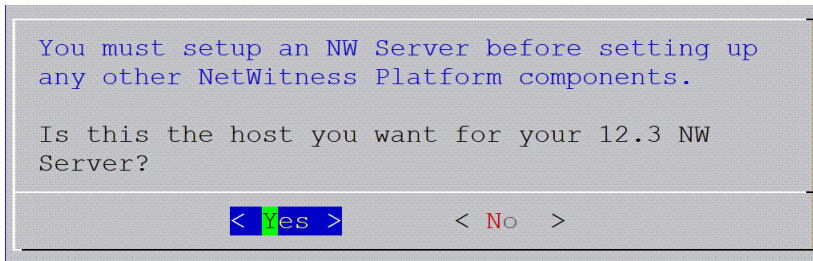 You must setup an NW Server before setting up
any other NetWitness Platform components.
Is this the host you want for your 12.3 NW
Server?
< Yes > < No >